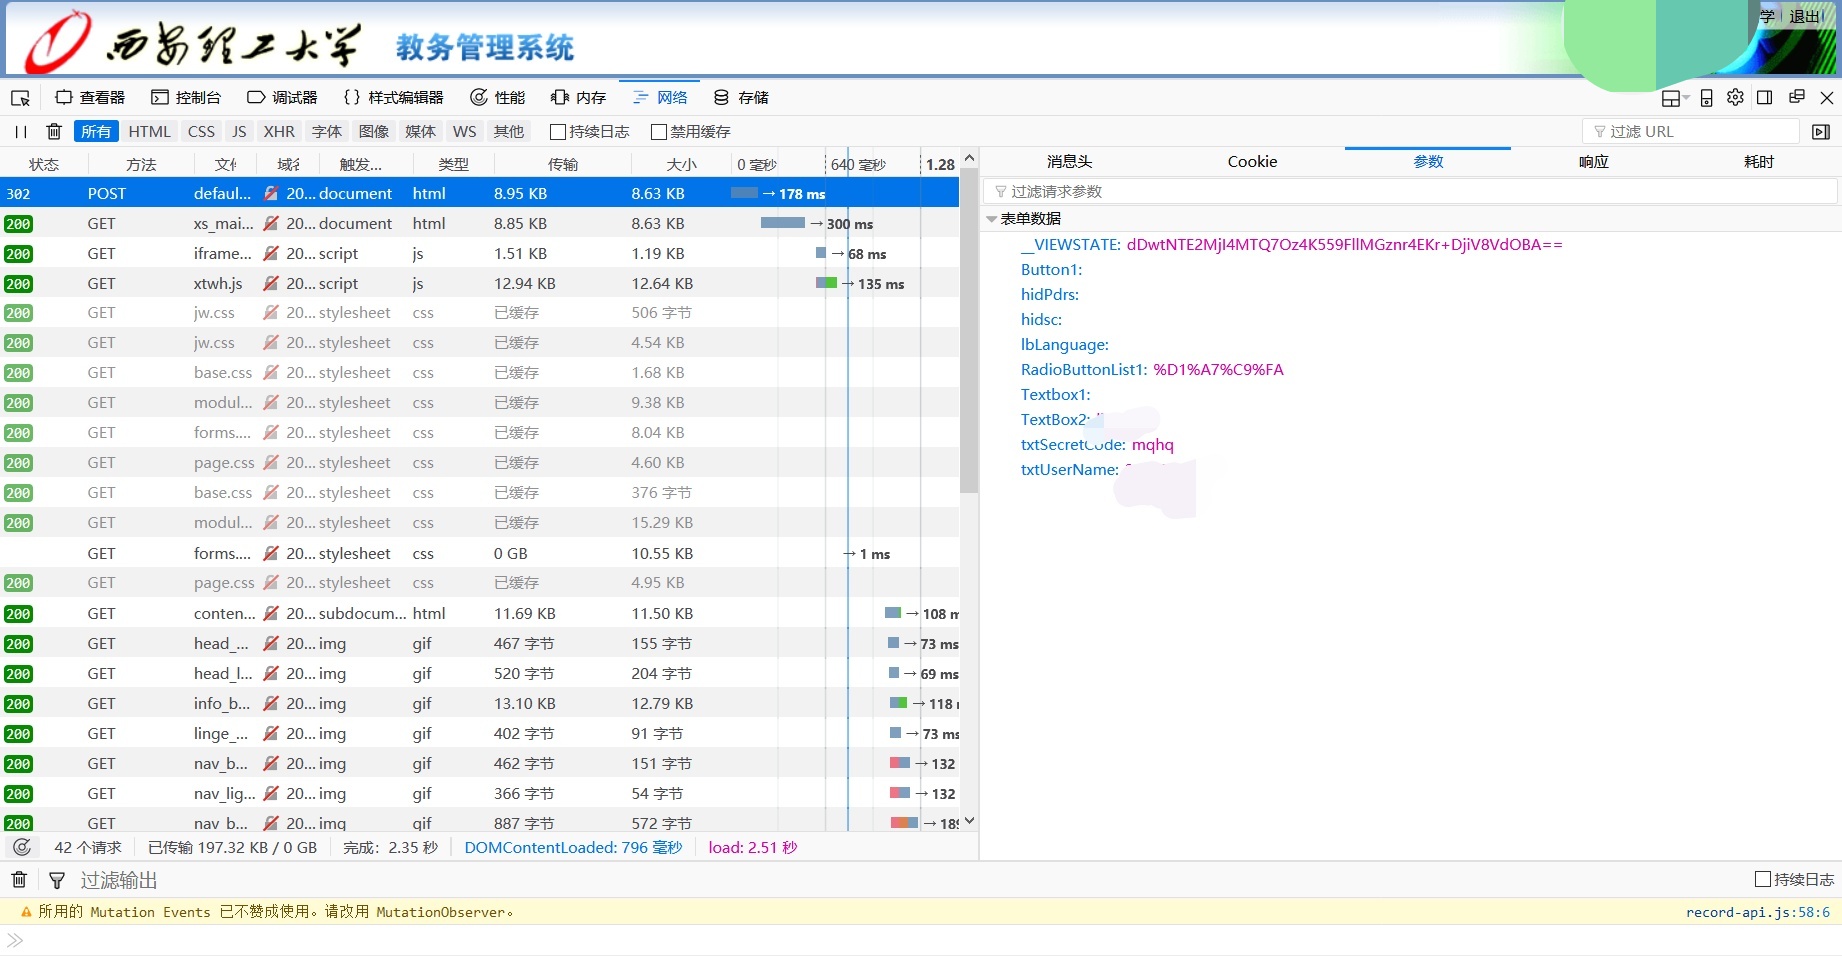 西安理工大学 教务管理系统 学 退出
查看器 控制台 调试器 {} 样式编辑器 性能 内存 网络 存储
所有 HTML CSS JS XHR 字体 图像 媒体 WS 其他 持续日志 禁用缓存 过滤 URL
状态 方法 文件 域名 触发... 类型 传输 大小 0 毫秒 640 毫秒 1.28
302 POST defaul... 20... document html 8.95 KB 8.63 KB → 178 ms
200 GET xs_mai... 20... document html 8.85 KB 8.63 KB → 300 ms
200 GET iframe... 20... script js 1.51 KB 1.19 KB → 68 ms
200 GET xtwh.js 20... script js 12.94 KB 12.64 KB → 135 ms
200 GET jw.css 20... stylesheet css 已缓存 506 字节
200 GET jw.css 20... stylesheet css 已缓存 4.54 KB
200 GET base.css 20... stylesheet css 已缓存 1.68 KB
200 GET modul... 20... stylesheet css 已缓存 9.38 KB
200 GET forms.... 20... stylesheet css 已缓存 8.04 KB
200 GET page.css 20... stylesheet css 已缓存 4.60 KB
200 GET base.css 20... stylesheet css 已缓存 376 字节
200 GET modul... 20... stylesheet css 已缓存 15.29 KB
GET forms.... 20... stylesheet css 0 GB 10.55 KB → 1 ms
200 GET page.css 20... stylesheet css 已缓存 4.95 KB
200 GET conten... 20... subdocum... html 11.69 KB 11.50 KB → 108 m
200 GET head_... 20... img gif 467 字节 155 字节 → 73 ms
200 GET head_l... 20... img gif 520 字节 204 字节 → 69 ms
200 GET info_b... 20... img gif 13.10 KB 12.79 KB → 118
200 GET linge_... 20... img gif 402 字节 91 字节 → 73 ms
200 GET nav_b... 20... img gif 462 字节 151 字节 → 132
200 GET nav_lig... 20... img gif 366 字节 54 字节 → 132
200 GET nav_b... 20... img gif 887 字节 572 字节 → 189
42 个请求 已传输 197.32 KB / 0 GB 完成：2.35 秒 DOMContentLoaded: 796 毫秒 load: 2.51 秒
消息头 Cookie 参数 响应 耗时
过滤请求参数
表单数据
__VIEWSTATE: dDwtNTE2MjI4MTQ7Oz4K559FllMGznr4EKr+DjiV8VdOBA==
Button1:
hidPdrs:
hidsc:
lbLanguage:
RadioButtonList1: %D1%A7%C9%FA
Textbox1:
TextBox2:
txtSecretCode: mqhq
txtUserName:
过滤输出 持续日志
所用的 Mutation Events 已不赞成使用。请改用 MutationObserver。 record-api.js:58:6